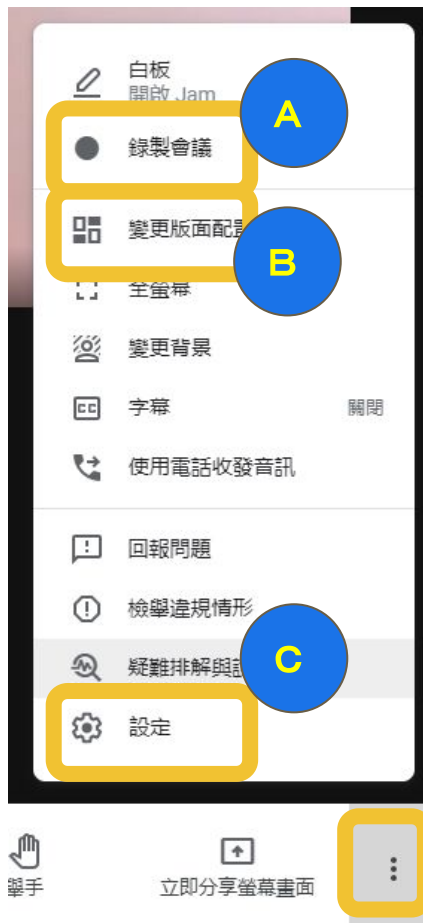 白板
開啟 Jam
A
錄製會議
變更版面配
B
全螢幕
變更背景
CC
字幕
關閉
使用電話收發音訊
回報問題
檢舉違規情形
疑難排解與
C
設定
舉手
立即分享螢幕畫面